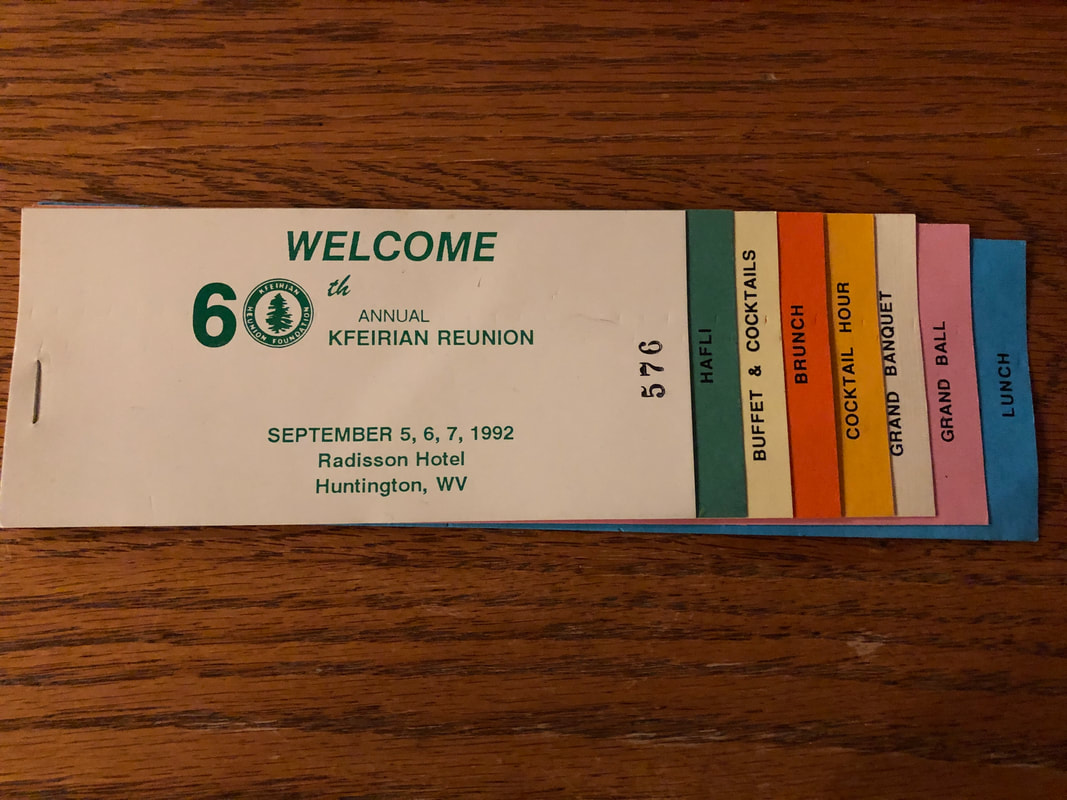 WELCOME
60th
KFEIRIAN
REUNION FOUNDATION
ANNUAL
KFEIRIAN REUNION
SEPTEMBER 5, 6, 7, 1992
Radisson Hotel
Huntington, WV
576
HAFLI
BUFFET & COCKTAILS
BRUNCH
COCKTAIL HOUR
GRAND BANQUET
GRAND BALL
LUNCH